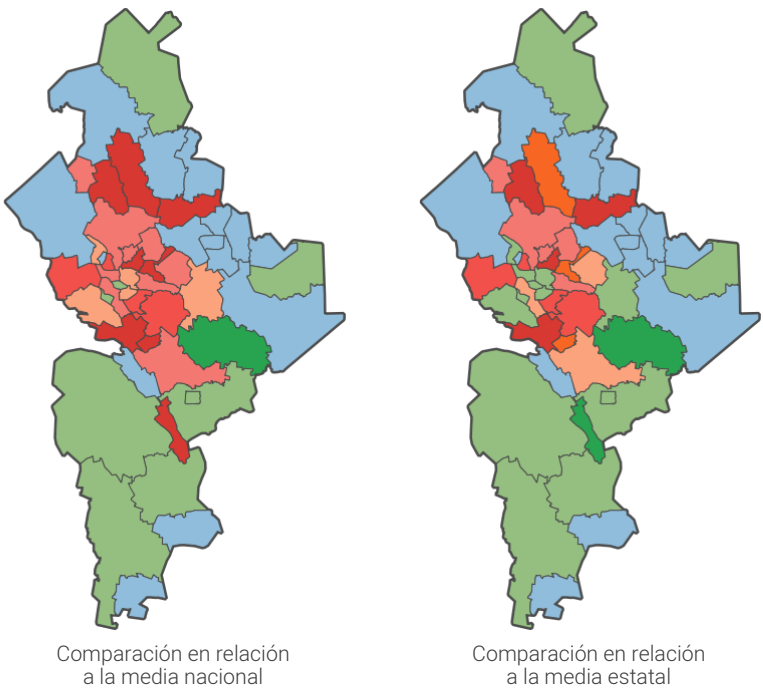 Comparación en relación
a la media nacional
Comparación en relación
a la media estatal